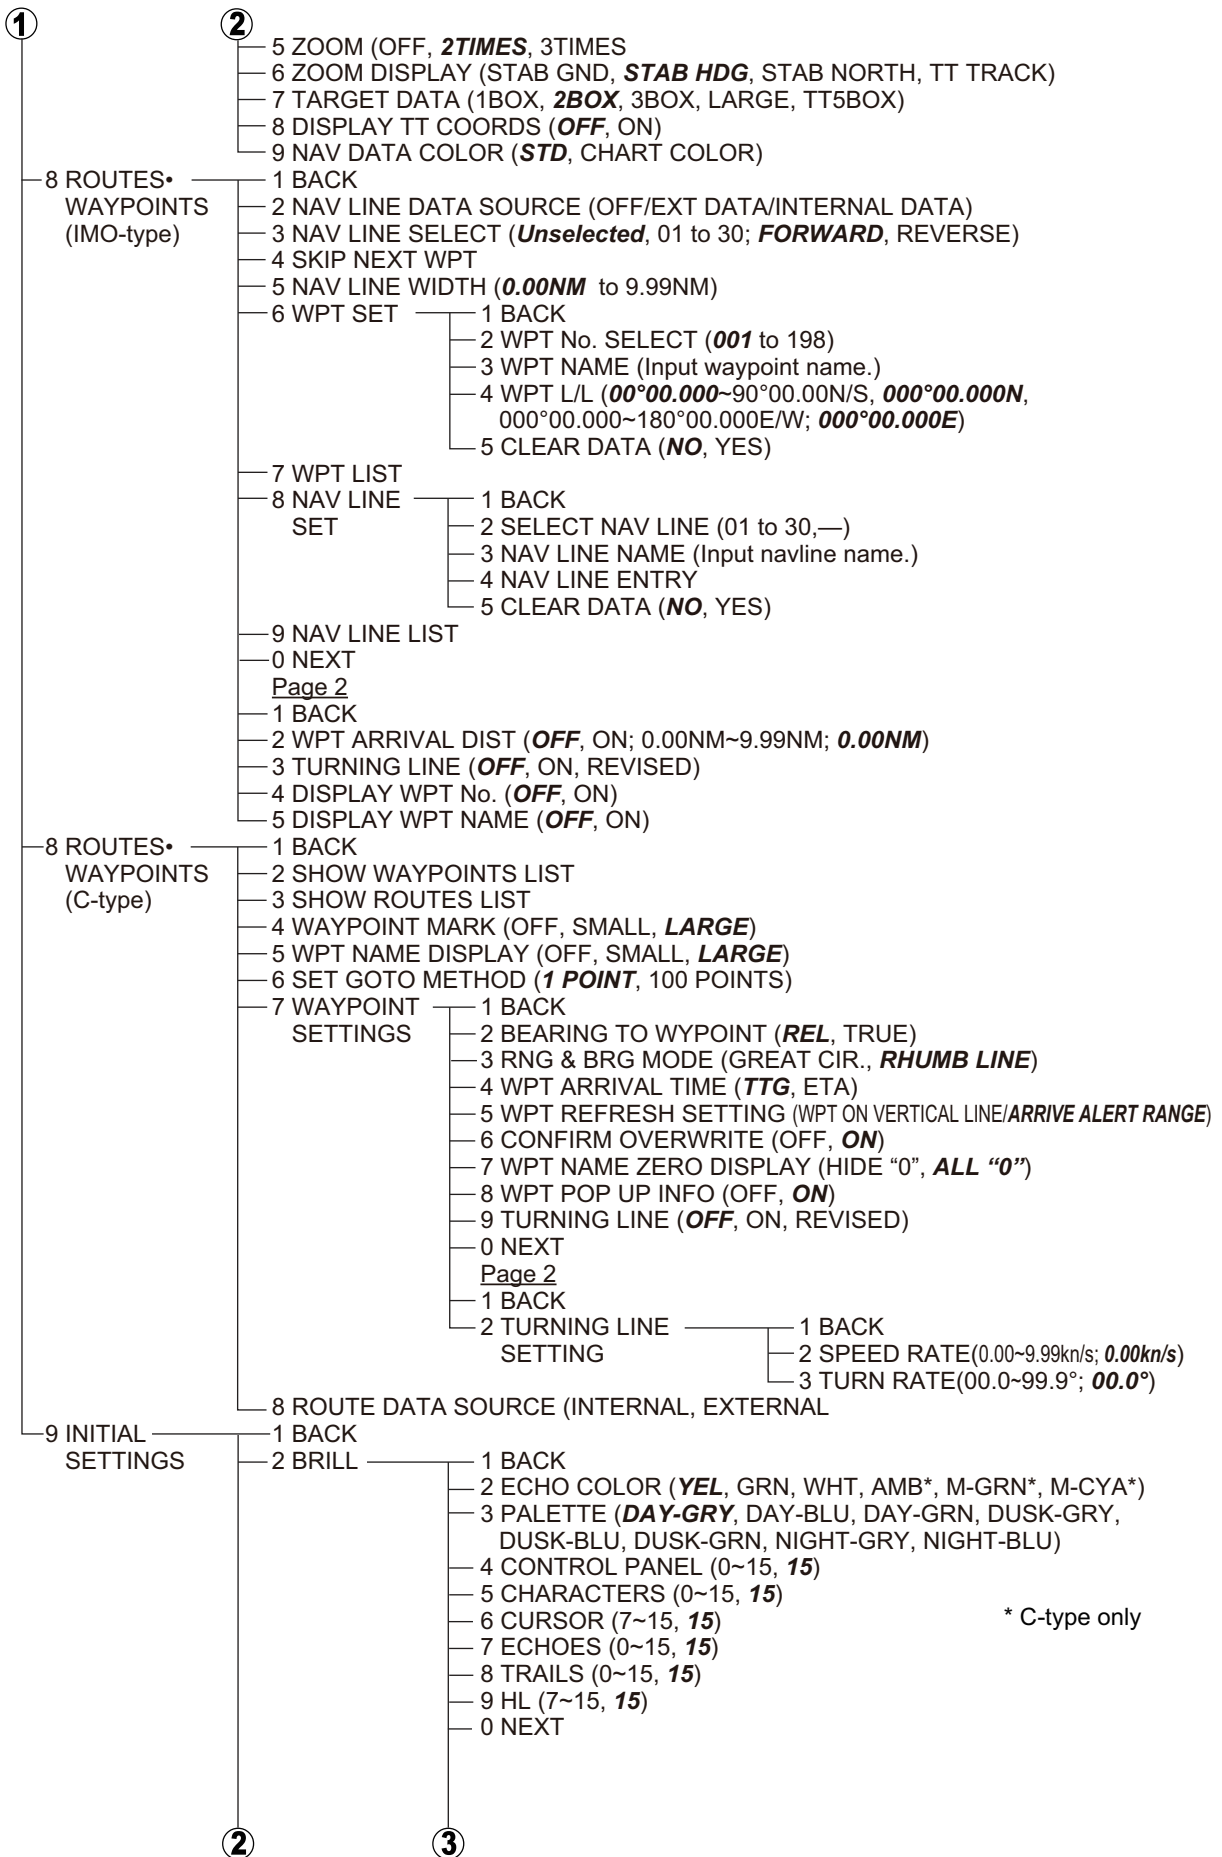 1 2
5 ZOOM (OFF, 2TIMES, 3TIMES
6 ZOOM DISPLAY (STAB GND, STAB HDG, STAB NORTH, TT TRACK)
7 TARGET DATA (1BOX, 2BOX, 3BOX, LARGE, TT5BOX)
8 DISPLAY TT COORDS (OFF, ON)
9 NAV DATA COLOR (STD, CHART COLOR)
8 ROUTES• 1 BACK
WAYPOINTS 2 NAV LINE DATA SOURCE (OFF/EXT DATA/INTERNAL DATA)
(IMO-type) 3 NAV LINE SELECT (Unselected, 01 to 30; FORWARD, REVERSE)
4 SKIP NEXT WPT
5 NAV LINE WIDTH (0.00NM to 9.99NM)
6 WPT SET 1 BACK
2 WPT No. SELECT (001 to 198)
3 WPT NAME (Input waypoint name.)
4 WPT L/L (00°00.000~90°00.00N/S, 000°00.000N,
000°00.000~180°00.000E/W; 000°00.000E)
5 CLEAR DATA (NO, YES)
7 WPT LIST
8 NAV LINE 1 BACK
SET 2 SELECT NAV LINE (01 to 30,—)
3 NAV LINE NAME (Input navline name.)
4 NAV LINE ENTRY
5 CLEAR DATA (NO, YES)
9 NAV LINE LIST
0 NEXT
Page 2
1 BACK
2 WPT ARRIVAL DIST (OFF, ON; 0.00NM~9.99NM; 0.00NM)
3 TURNING LINE (OFF, ON, REVISED)
4 DISPLAY WPT No. (OFF, ON)
5 DISPLAY WPT NAME (OFF, ON)
8 ROUTES• 1 BACK
WAYPOINTS 2 SHOW WAYPOINTS LIST
(C-type) 3 SHOW ROUTES LIST
4 WAYPOINT MARK (OFF, SMALL, LARGE)
5 WPT NAME DISPLAY (OFF, SMALL, LARGE)
6 SET GOTO METHOD (1 POINT, 100 POINTS)
7 WAYPOINT 1 BACK
SETTINGS 2 BEARING TO WYPOINT (REL, TRUE)
3 RNG & BRG MODE (GREAT CIR., RHUMB LINE)
4 WPT ARRIVAL TIME (TTG, ETA)
5 WPT REFRESH SETTING (WPT ON VERTICAL LINE/ARRIVE ALERT RANGE)
6 CONFIRM OVERWRITE (OFF, ON)
7 WPT NAME ZERO DISPLAY (HIDE “0”, ALL “0”)
8 WPT POP UP INFO (OFF, ON)
9 TURNING LINE (OFF, ON, REVISED)
0 NEXT
Page 2
1 BACK
2 TURNING LINE 1 BACK
SETTING 2 SPEED RATE(0.00~9.99kn/s; 0.00kn/s)
3 TURN RATE(00.0~99.9°; 00.0°)
8 ROUTE DATA SOURCE (INTERNAL, EXTERNAL
9 INITIAL 1 BACK
SETTINGS 2 BRILL 1 BACK
2 ECHO COLOR (YEL, GRN, WHT, AMB*, M-GRN*, M-CYA*)
3 PALETTE (DAY-GRY, DAY-BLU, DAY-GRN, DUSK-GRY,
DUSK-BLU, DUSK-GRN, NIGHT-GRY, NIGHT-BLU)
4 CONTROL PANEL (0~15, 15)
5 CHARACTERS (0~15, 15)
6 CURSOR (7~15, 15) * C-type only
7 ECHOES (0~15, 15)
8 TRAILS (0~15, 15)
9 HL (7~15, 15)
0 NEXT
2 3